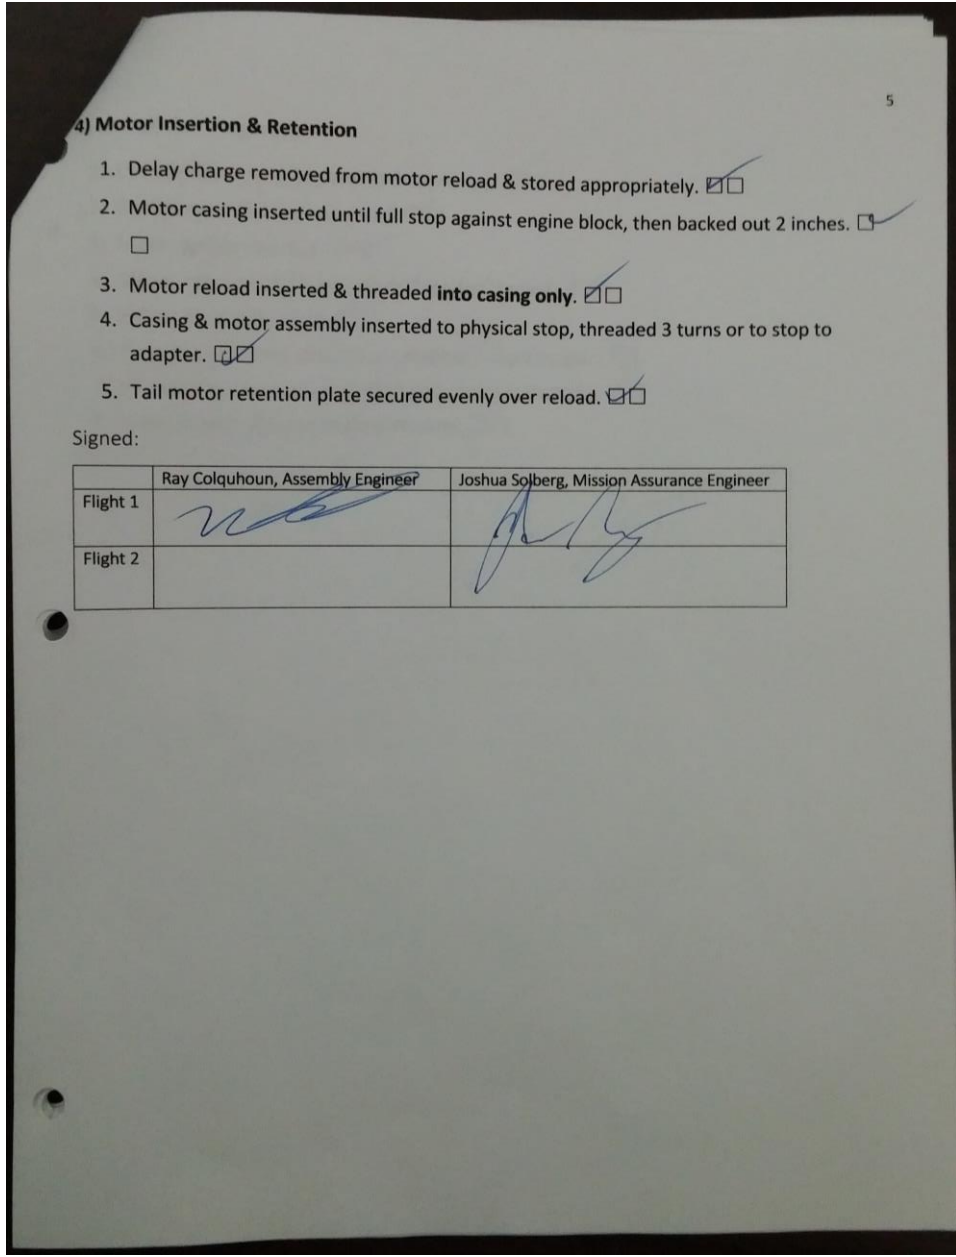 5
4) Motor Insertion & Retention
1. Delay charge removed from motor reload & stored appropriately. ☑☐
2. Motor casing inserted until full stop against engine block, then backed out 2 inches. ☑
☐
3. Motor reload inserted & threaded into casing only. ☑☐
4. Casing & motor assembly inserted to physical stop, threaded 3 turns or to stop to
adapter. ☑☑
5. Tail motor retention plate secured evenly over reload. ☑☐
Signed:
Ray Colquhoun, Assembly Engineer Joshua Solberg, Mission Assurance Engineer
Flight 1
Flight 2